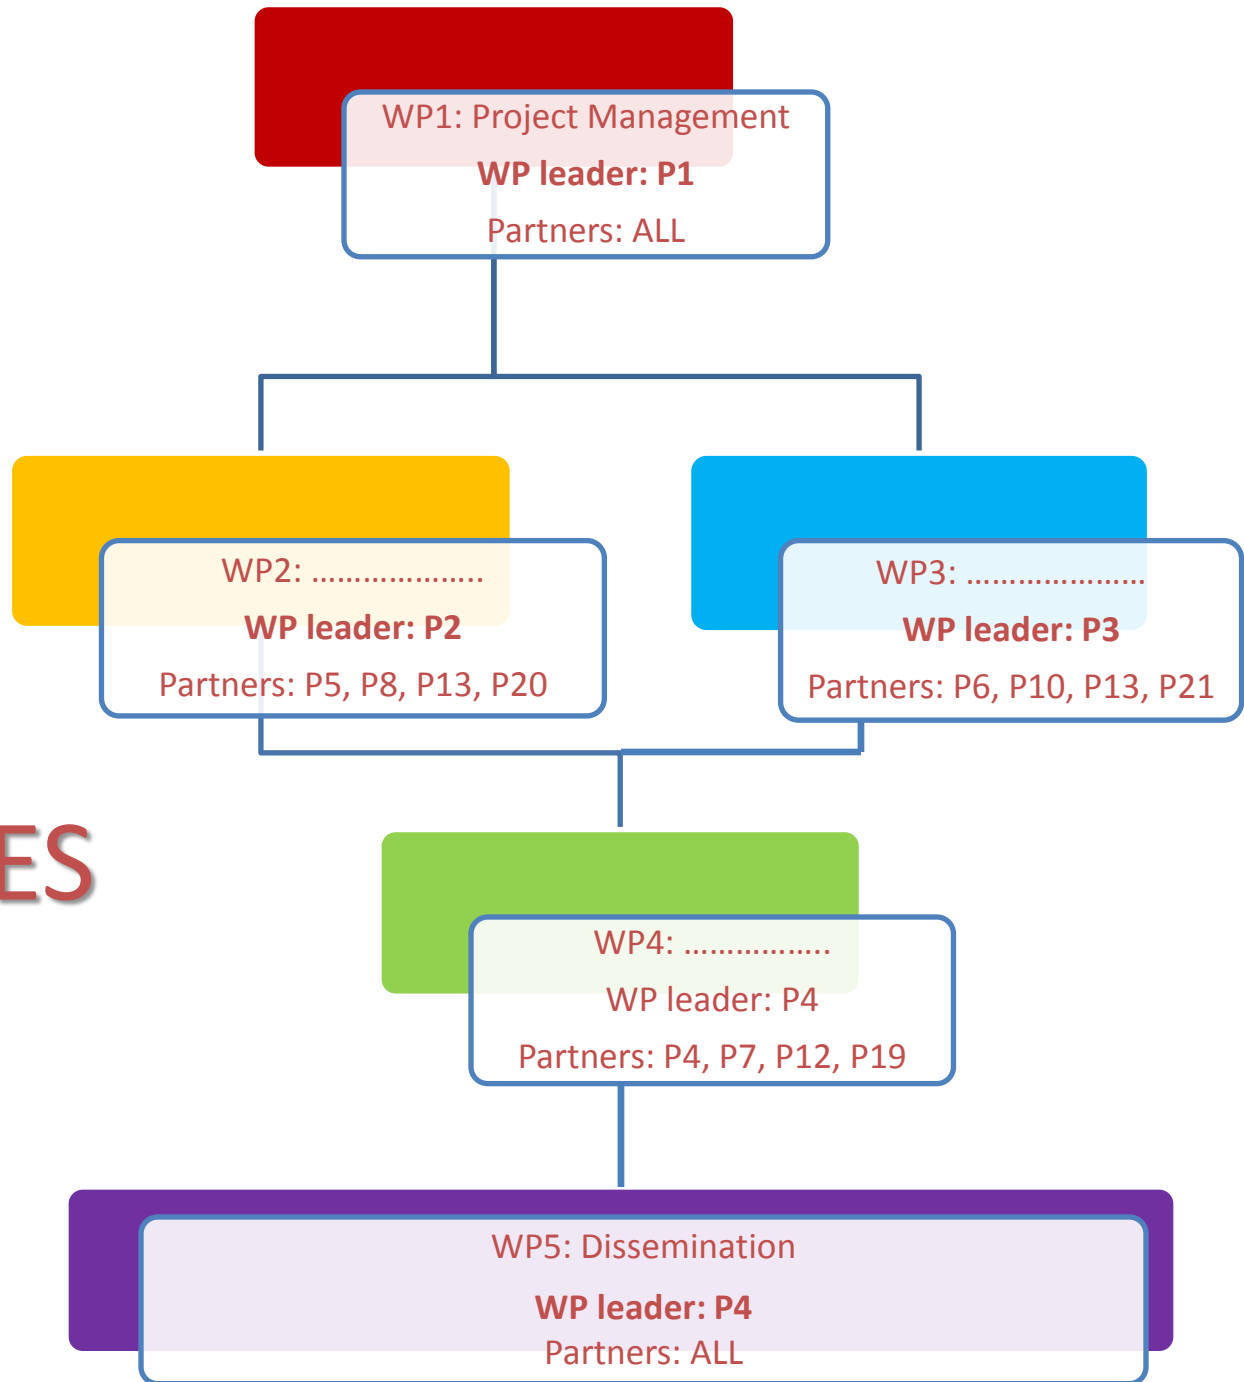 WP1: Project Management
WP leader: P1
Partners: ALL
WP2: ………………..
WP leader: P2
Partners: P5, P8, P13, P20
WP3: …………………
WP leader: P3
Partners: P6, P10, P13, P21
ES
WP4: ……………..
WP leader: P4
Partners: P4, P7, P12, P19
WP5: Dissemination
WP leader: P4
Partners: ALL